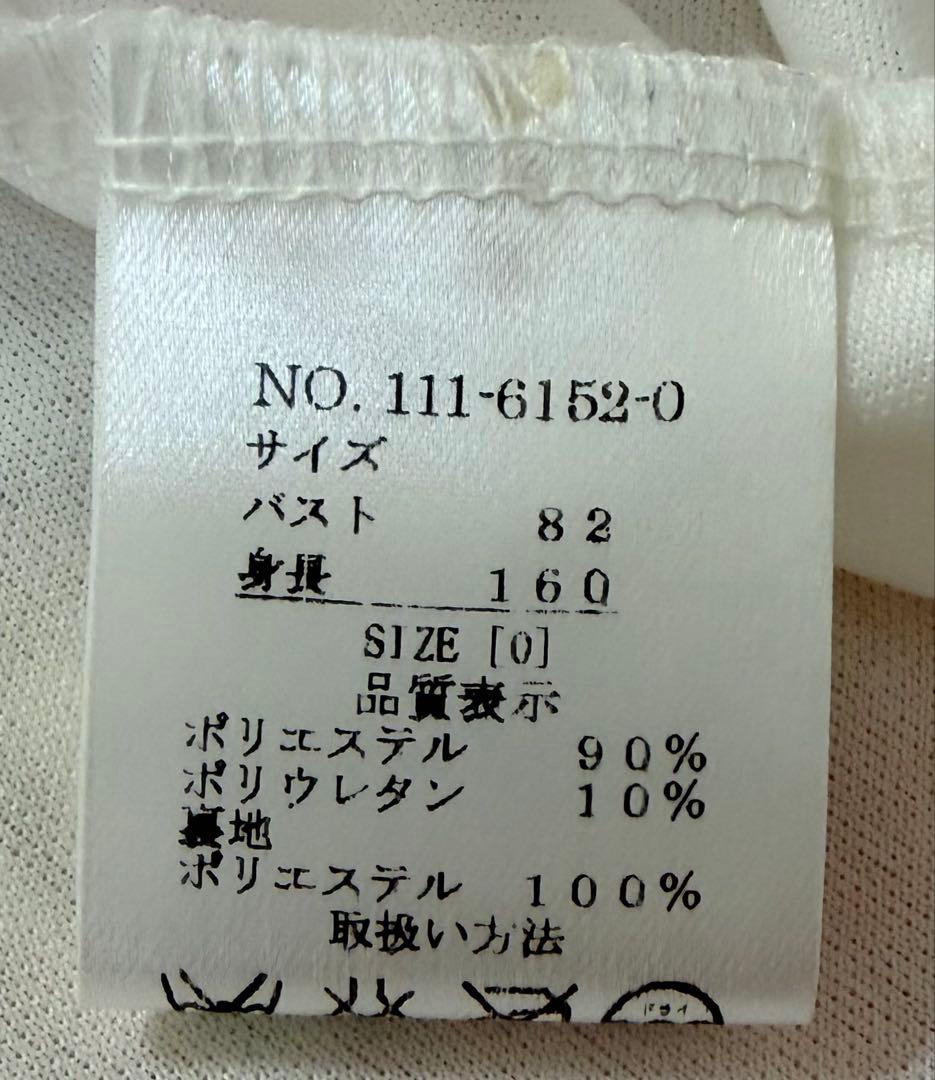 NO. 111-6152-0
サイズ
バスト 82
身長 160
SIZE [0]
品質表示
ポリエステル 90%
ポリウレタン 10%
裏地
ポリエステル 100%
取扱い方法